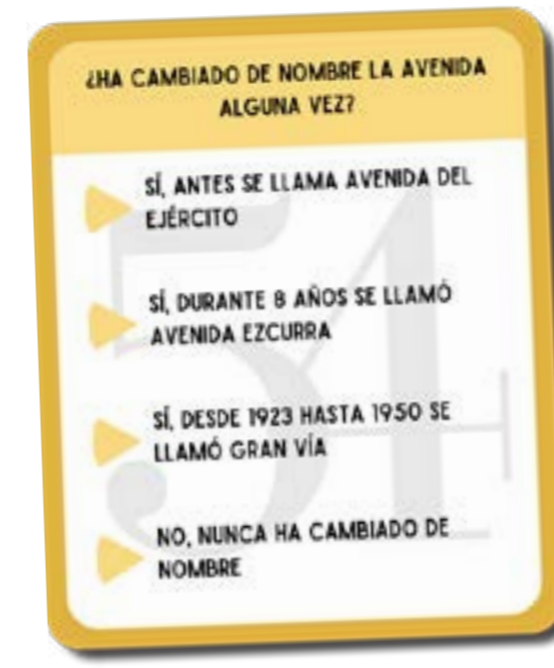 ¿HA CAMBIADO DE NOMBRE LA AVENIDA
ALGUNA VEZ?
SÍ, ANTES SE LLAMA AVENIDA DEL
EJÉRCITO
SÍ, DURANTE 8 AÑOS SE LLAMÓ
AVENIDA EZCURRA
SÍ, DESDE 1923 HASTA 1950 SE
LLAMÓ GRAN VÍA
NO, NUNCA HA CAMBIADO DE
NOMBRE
54